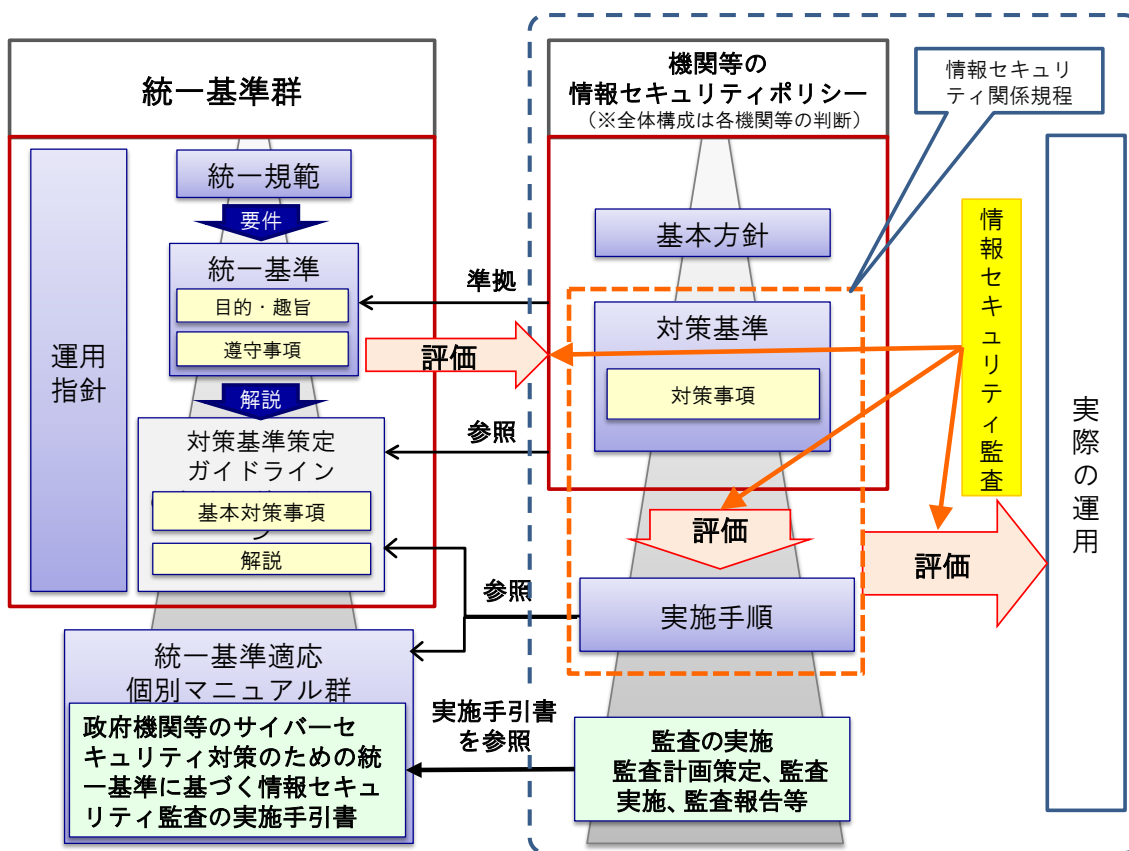 統一基準群
運用
指針
統一規範
要件
統一基準
目的・趣旨
遵守事項
解説
対策基準策定
ガイドライン
基本対策事項
ン
解説
統一基準適応
個別マニュアル群
政府機関等のサイバーセ
キュリティ対策のための統
一基準に基づく情報セキュ
リティ監査の実施手引書
準拠
評価
参照
参照
実施手引書
を参照
機関等の
情報セキュリティポリシー
（※全体構成は各機関等の判断）
基本方針
対策基準
対策事項
評価
実施手順
監査の実施
監査計画策定、監査
実施、監査報告等
情報セキュリ
ティ関係規程
情報セキュリティ監査
評価
実際の運用